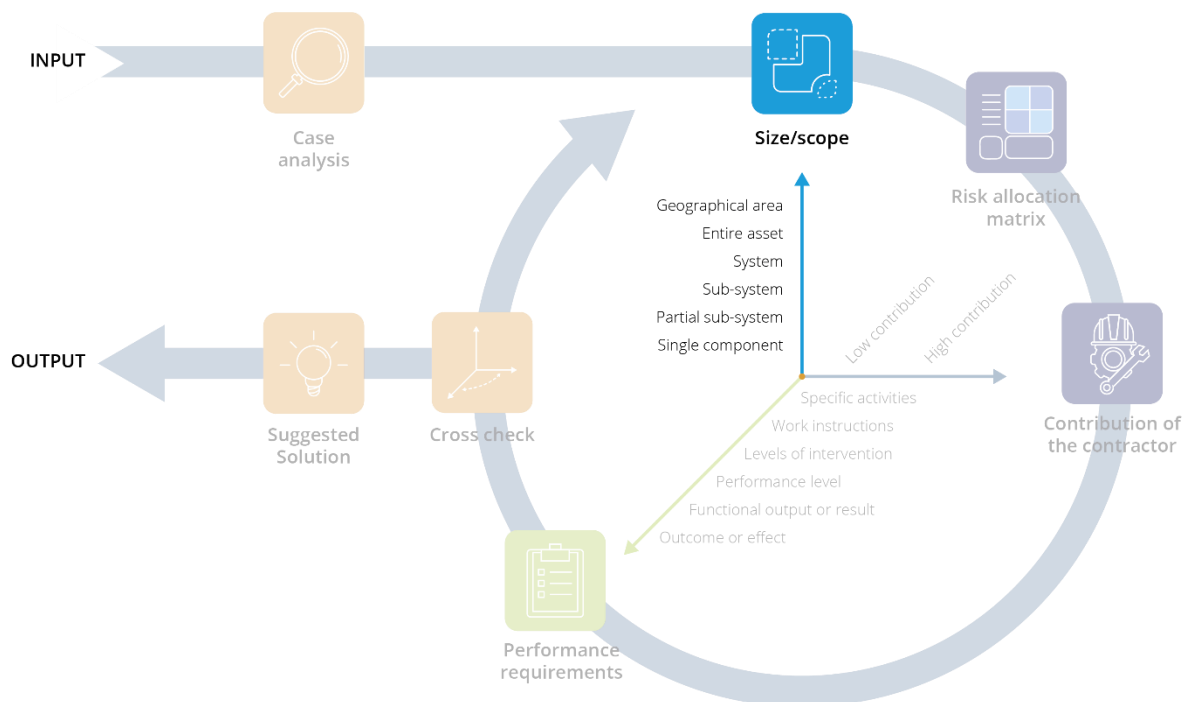 INPUT
Case
analysis
Size/scope
Risk allocation
matrix
Geographical area
Entire asset
System
Sub-system
Partial sub-system
Single component
Low contribution
High contribution
OUTPUT
Suggested
Solution
Cross check
Contribution of
the contractor
Specific activities
Work instructions
Levels of intervention
Performance level
Functional output or result
Outcome or effect
Performance
requirements